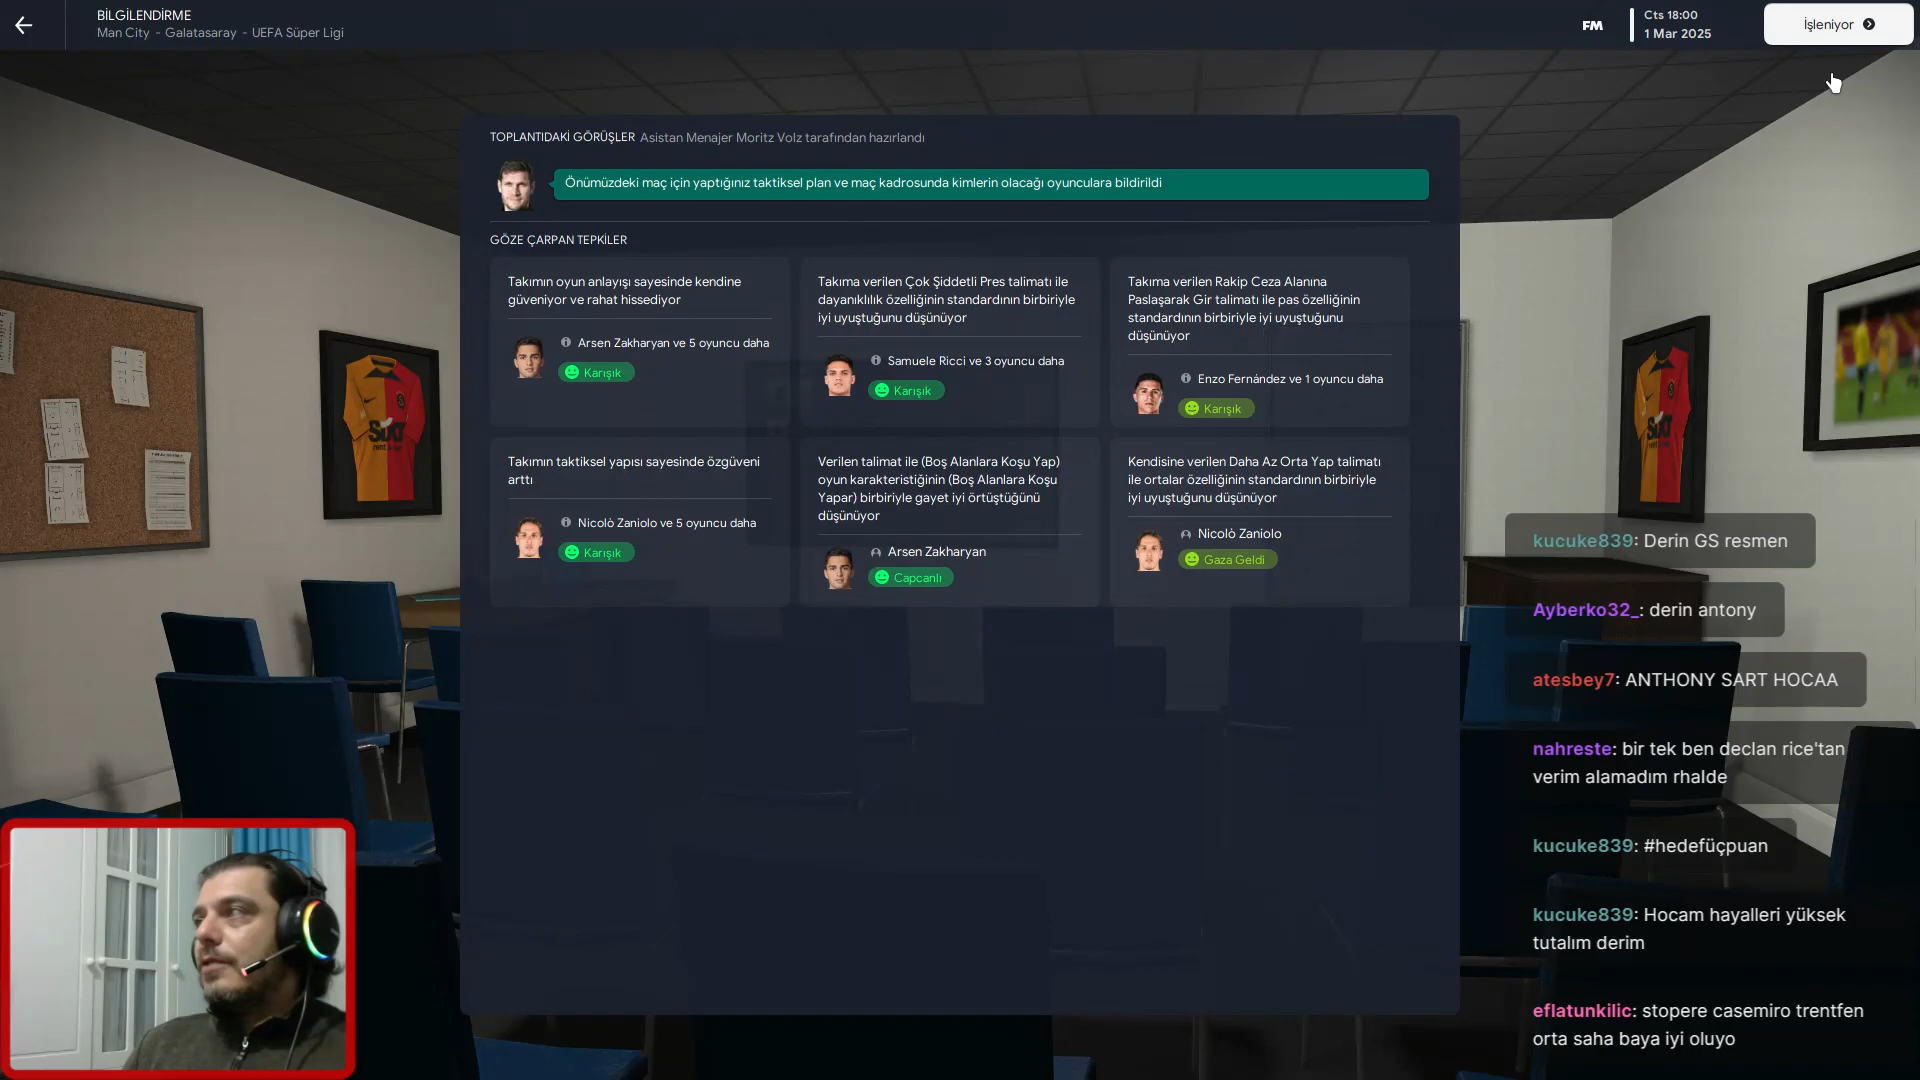 BİLGİLENDİRME
Man City - Galatasaray - UEFA Süper Ligi
FM
Cts 18:00
1 Mar 2025
İşleniyor
TOPLANTIDAKİ GÖRÜŞLER Asistan Menajer Moritz Volz tarafından hazırlandı
Önümüzdeki maç için yaptığınız taktiksel plan ve maç kadrosunda kimlerin olacağı oyunculara bildirildi
GÖZE ÇARPAN TEPKİLER
Takımın oyun anlayışı sayesinde kendine
güveniyor ve rahat hissediyor
Arsen Zakharyan ve 5 oyuncu daha
Karışık
Takıma verilen Çok Şiddetli Pres talimatı ile
dayanıklılık özelliğinin standardının birbiriyle
iyi uyuştuğunu düşünüyor
Samuele Ricci ve 3 oyuncu daha
Karışık
Takıma verilen Rakip Ceza Alanına
Paslaşarak Gir talimatı ile pas özelliğinin
standardının birbiriyle iyi uyuştuğunu
düşünüyor
Enzo Fernández ve 1 oyuncu daha
Karışık
Takımın taktiksel yapısı sayesinde özgüveni
arttı
Nicolò Zaniolo ve 5 oyuncu daha
Karışık
Verilen talimat ile (Boş Alanlara Koşu Yap)
oyun karakteristiğinin (Boş Alanlara Koşu
Yapar) birbiriyle gayet iyi örtüştüğünü
düşünüyor
Arsen Zakharyan
Capcanlı
Kendisine verilen Daha Az Orta Yap talimatı
ile ortalar özelliğinin standardının birbiriyle
iyi uyuştuğunu düşünüyor
Nicolò Zaniolo
Gaza Geldi
SIXT
rent a car
SIXT
kucuke839: Derin GS resmen
Ayberko32_: derin antony
atesbey7: ANTHONY SART HOCAA
nahreste: bir tek ben declan rice'tan
verim alamadım rhalde
kucuke839: #hedefüçpuan
kucuke839: Hocam hayalleri yüksek
tutalım derim
eflatunkilic: stopere casemiro trentfen
orta saha baya iyi oluyo